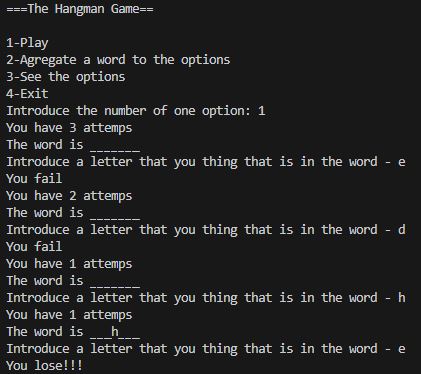 ===The Hangman Game==
1-Play
2-Agregate a word to the options
3-See the options
4-Exit
Introduce the number of one option: 1
You have 3 attemps
The word is _______
Introduce a letter that you thing that is in the word - e
You fail
You have 2 attemps
The word is _______
Introduce a letter that you thing that is in the word - d
You fail
You have 1 attemps
The word is _______
Introduce a letter that you thing that is in the word - h
You have 1 attemps
The word is ___h___
Introduce a letter that you thing that is in the word - e
You lose!!!